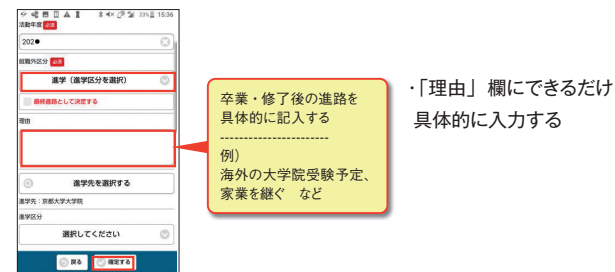 23% 15:36
活動年度 必須
202●
就職外区分 必須
進学（進学区分を選択）
最終進路として決定する
理由
進学先を選択する
進学先：京都大学大学院
進学区分
選択してください
戻る 確定する
卒業・修了後の進路を
具体的に記入する
----------------------
例）
海外の大学院受験予定、
家業を継ぐ　など
・「理由」欄にできるだけ
具体的に入力する